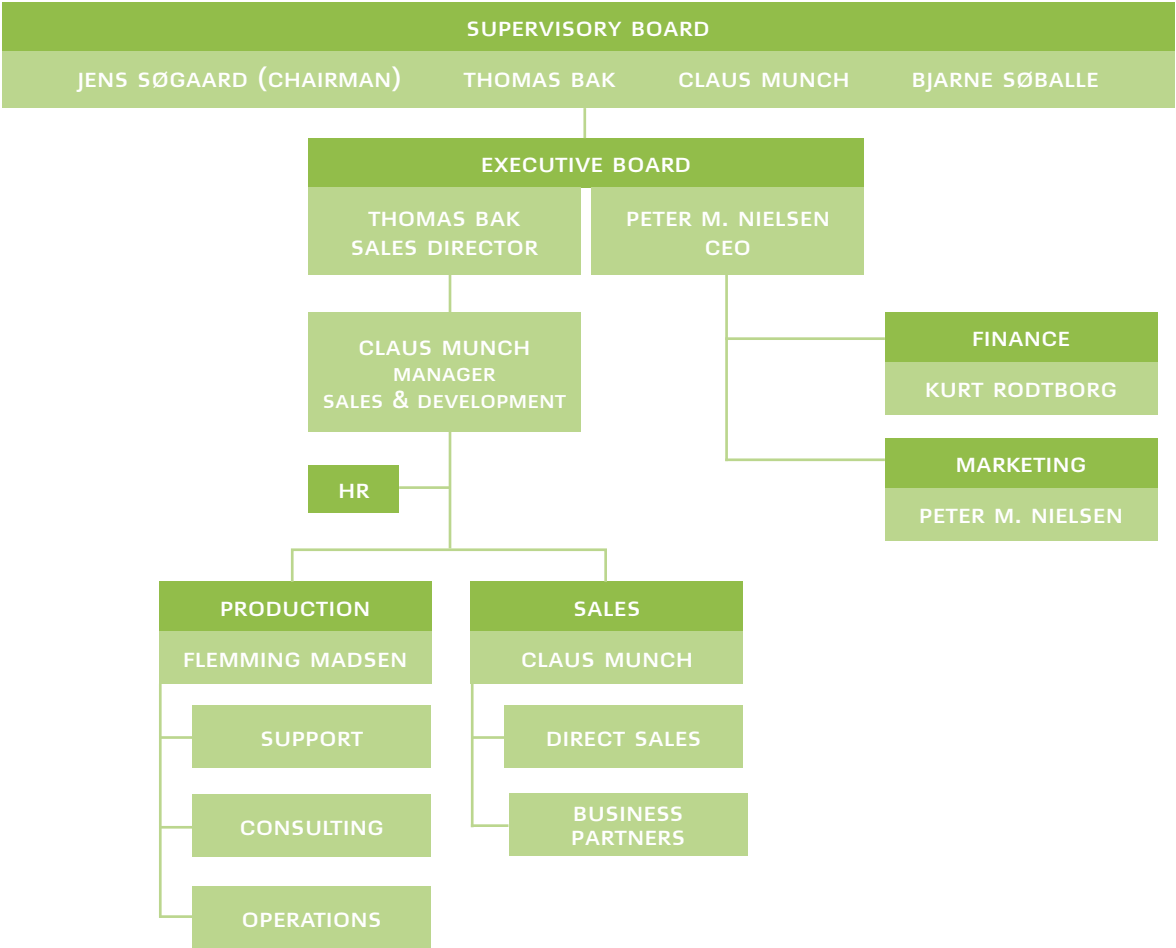 SUPERVISORY BOARD
JENS SØGAARD (CHAIRMAN) THOMAS BAK CLAUS MUNCH BJARNE SØBALLE
EXECUTIVE BOARD
THOMAS BAK
SALES DIRECTOR
PETER M. NIELSEN
CEO
CLAUS MUNCH
MANAGER
SALES & DEVELOPMENT
FINANCE
KURT RODTBORG
MARKETING
PETER M. NIELSEN
HR
PRODUCTION
FLEMMING MADSEN
SUPPORT
CONSULTING
OPERATIONS
SALES
CLAUS MUNCH
DIRECT SALES
BUSINESS
PARTNERS